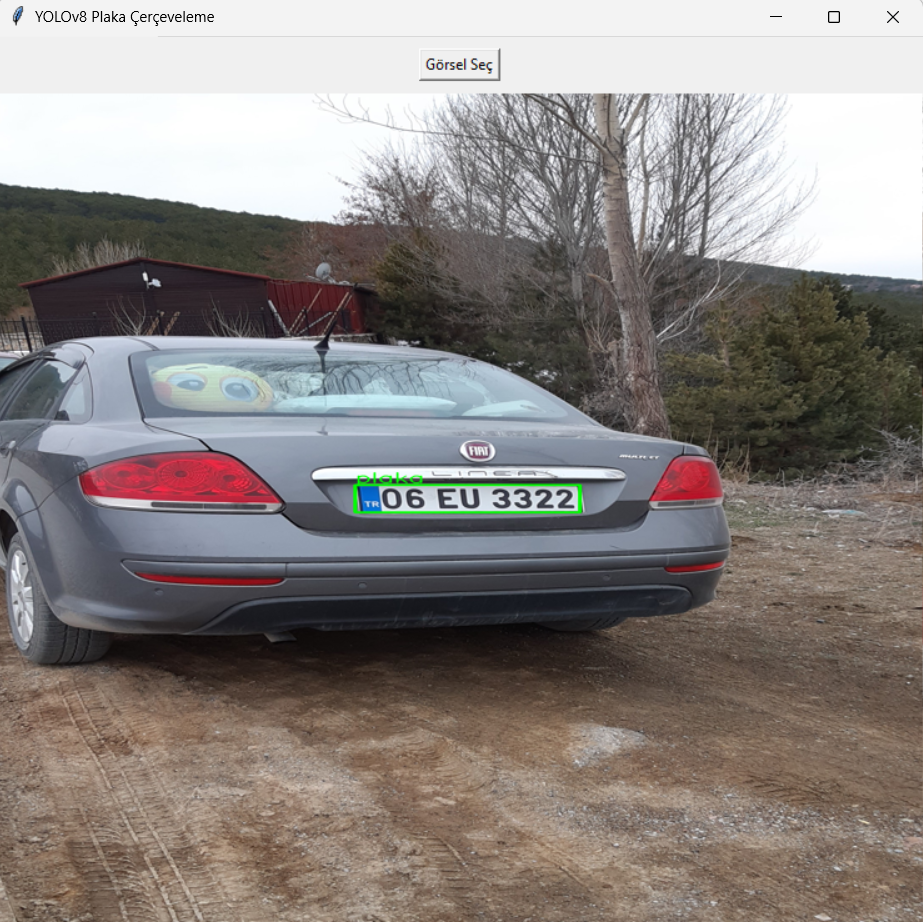 YOLOv8 Plaka Çerçeveleme
Görsel Seç
FIAT
LINEA
plaka
TR 06 EU 3322